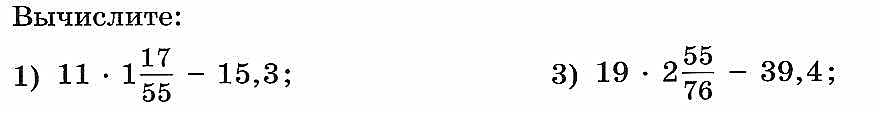 Вычислите:
1) 11 · 1 17/55 − 15,3; 3) 19 · 2 55/76 − 39,4;